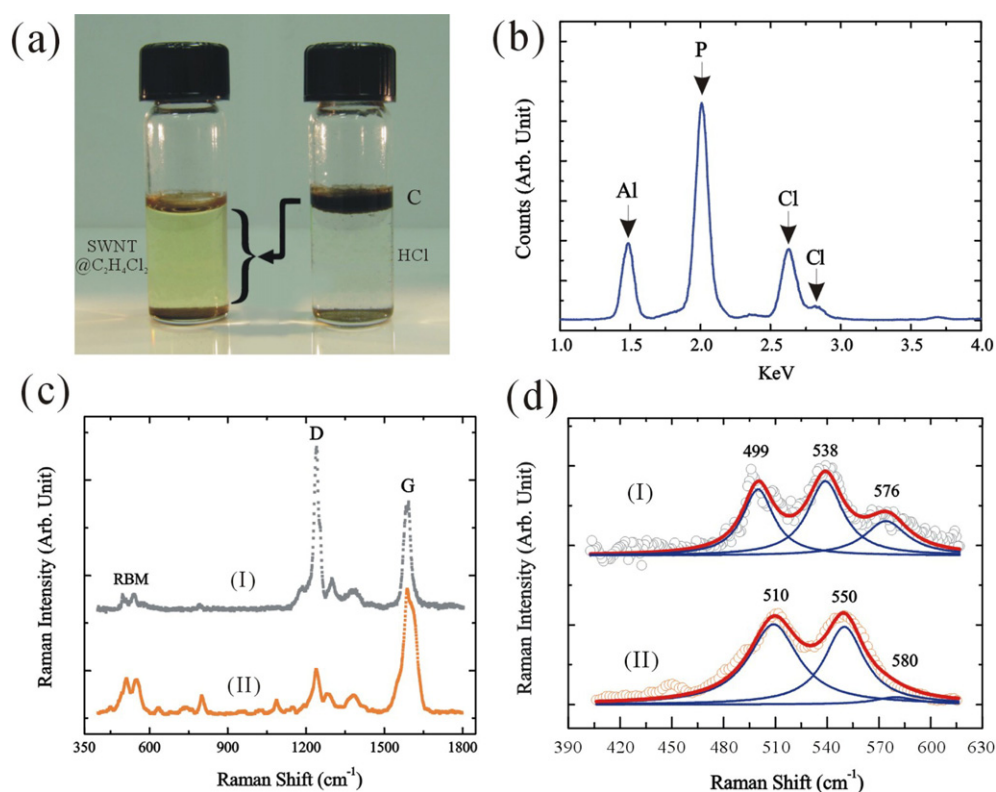 (a)
C
SWNT
@C₂H₄Cl₂
HCl
(b)
P
Al
Cl
Cl
Counts (Arb. Unit)
1.0 1.5 2.0 2.5 3.0 3.5 4.0
KeV
(c)
D
G
RBM
(I)
(II)
Raman Intensity (Arb. Unit)
350 600 900 1200 1500 1800
Raman Shift (cm⁻¹)
(d)
499 538 576
(I)
510 550 580
(II)
Raman Intensity (Arb. Unit)
390 420 450 480 510 540 570 600 630
Raman Shift (cm⁻¹)